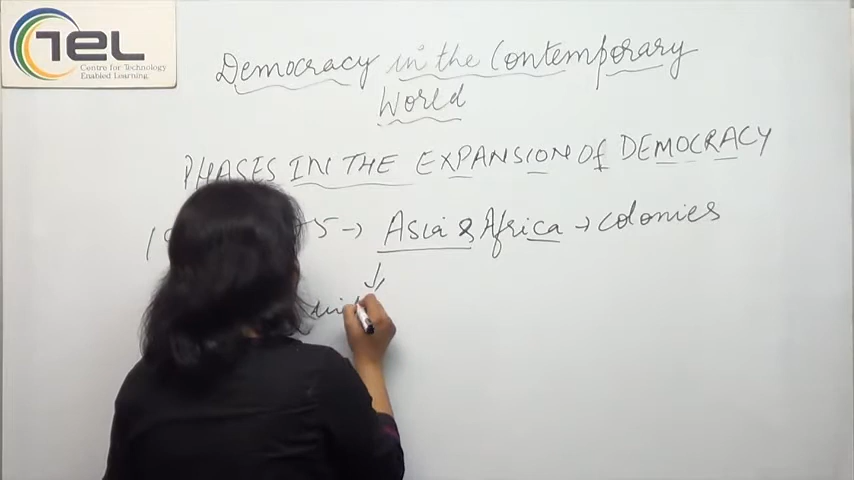 TEL
Centre for Technology
Enabled Learning
Democracy in the Contemporary
World
PHASES IN THE EXPANSION Of DEMOCRACY
5 → Asia & Africa → colonies
↓